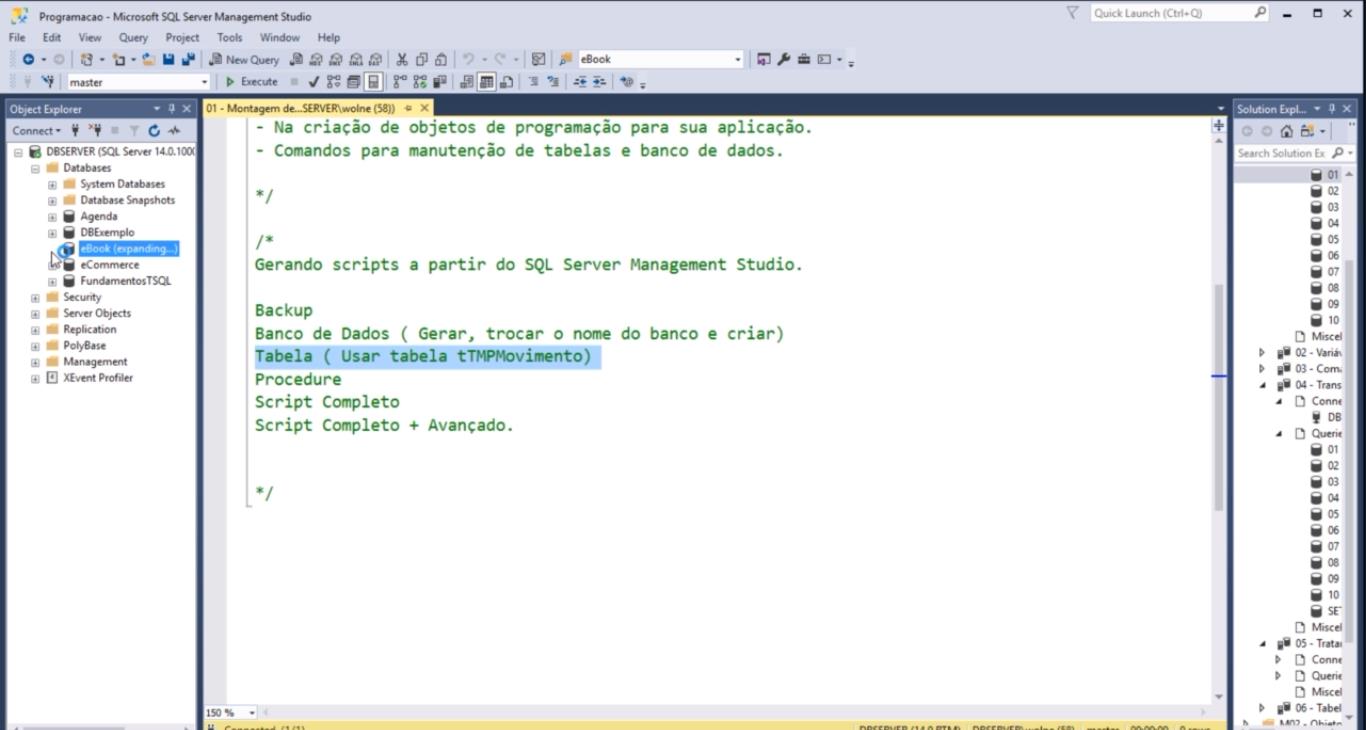 Programacao - Microsoft SQL Server Management Studio
Quick Launch (Ctrl+Q)
File Edit View Query Project Tools Window Help
New Query
eBook
master
Execute
Object Explorer
01 - Montagem de...SERVER\wolne (58))
Solution Expl...
Connect
Search Solution Ex
DBSERVER (SQL Server 14.0.1000
Databases
System Databases
Database Snapshots
Agenda
DBExemplo
eBook (expanding...)
eCommerce
FundamentosTSQL
Security
Server Objects
Replication
PolyBase
Management
XEvent Profiler
- Na criação de objetos de programação para sua aplicação.
- Comandos para manutenção de tabelas e banco de dados.
*/
/*
Gerando scripts a partir do SQL Server Management Studio.
Backup
Banco de Dados ( Gerar, trocar o nome do banco e criar)
Tabela ( Usar tabela tTMPMovimento)
Procedure
Script Completo
Script Completo + Avançado.
*/
01
02
03
04
05
06
07
08
09
10
Miscel
02 - Variáv
03 - Coma
04 - Trans
Conne
DB
Querie
01
02
03
04
05
06
07
08
09
10
SE
Miscel
05 - Tratar
Conne
Querie
Miscel
06 - Tabel
M02 - Objeto
150 %
Connected. (1/1)
DBSERVER (14.0 RTM) DBSERVER\wolne (58) master 00:00:00 0 rows